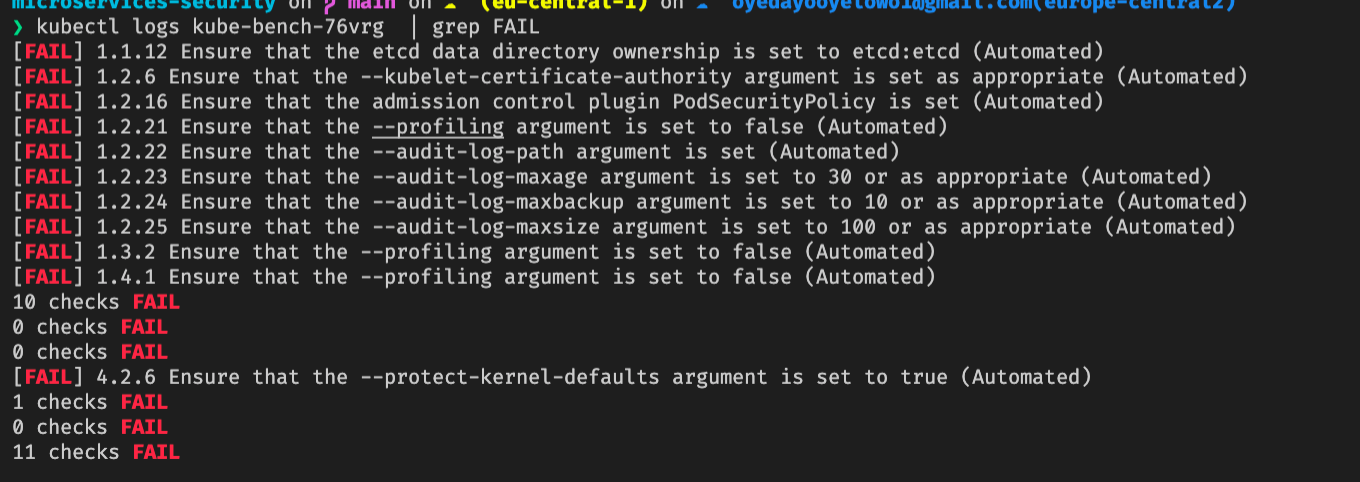 microservices-security on main on (eu-central-1) on oyedayooyetowo1@gmail.com(europe-central2)
❯ kubectl logs kube-bench-76vrg | grep FAIL
[FAIL] 1.1.12 Ensure that the etcd data directory ownership is set to etcd:etcd (Automated)
[FAIL] 1.2.6 Ensure that the --kubelet-certificate-authority argument is set as appropriate (Automated)
[FAIL] 1.2.16 Ensure that the admission control plugin PodSecurityPolicy is set (Automated)
[FAIL] 1.2.21 Ensure that the --profiling argument is set to false (Automated)
[FAIL] 1.2.22 Ensure that the --audit-log-path argument is set (Automated)
[FAIL] 1.2.23 Ensure that the --audit-log-maxage argument is set to 30 or as appropriate (Automated)
[FAIL] 1.2.24 Ensure that the --audit-log-maxbackup argument is set to 10 or as appropriate (Automated)
[FAIL] 1.2.25 Ensure that the --audit-log-maxsize argument is set to 100 or as appropriate (Automated)
[FAIL] 1.3.2 Ensure that the --profiling argument is set to false (Automated)
[FAIL] 1.4.1 Ensure that the --profiling argument is set to false (Automated)
10 checks FAIL
0 checks FAIL
0 checks FAIL
[FAIL] 4.2.6 Ensure that the --protect-kernel-defaults argument is set to true (Automated)
1 checks FAIL
0 checks FAIL
11 checks FAIL